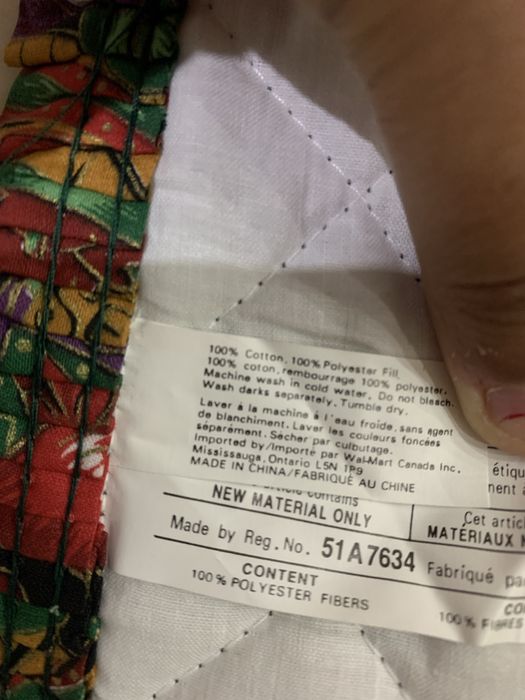 100% Cotton, 100% Polyester Fill.
100% coton, rembourrage 100% polyester.
Machine wash in cold water. Do not bleach.
Wash darks separately. Tumble dry.
Laver à la machine à l'eau froide, sans agent
de blanchiment. Laver les couleurs foncées
séparément. Sécher par culbutage.
Imported by/Importé par Wal-Mart Canada Inc.
Mississauga, Ontario L5N 1P9
MADE IN CHINA/FABRIQUÉ AU CHINE
article contains
NEW MATERIAL ONLY
Made by Reg. No. 51A7634
CONTENT
100% POLYESTER FIBERS
étiqu
nent
Cet artic
MATÉRIAUX
Fabriqué pa
CO
100% FIBRES